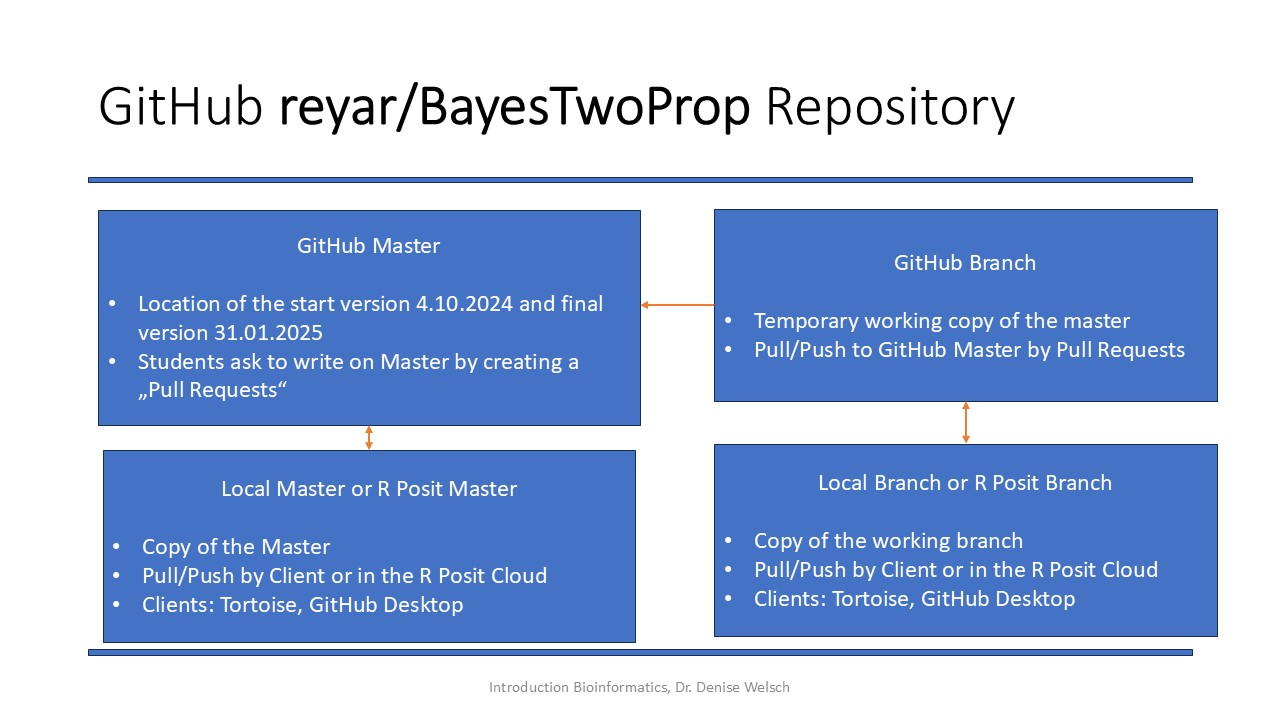 GitHub reyar/BayesTwoProp Repository
GitHub Master
• Location of the start version 4.10.2024 and final
version 31.01.2025
• Students ask to write on Master by creating a
„Pull Requests“
GitHub Branch
• Temporary working copy of the master
• Pull/Push to GitHub Master by Pull Requests
Local Master or R Posit Master
• Copy of the Master
• Pull/Push by Client or in the R Posit Cloud
• Clients: Tortoise, GitHub Desktop
Local Branch or R Posit Branch
• Copy of the working branch
• Pull/Push by Client or in the R Posit Cloud
• Clients: Tortoise, GitHub Desktop
Introduction Bioinformatics, Dr. Denise Welsch